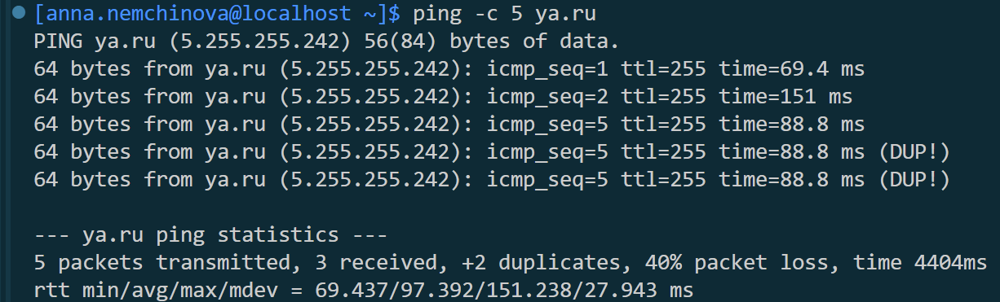 [anna.nemchinova@localhost ~]$ ping -c 5 ya.ru
PING ya.ru (5.255.255.242) 56(84) bytes of data.
64 bytes from ya.ru (5.255.255.242): icmp_seq=1 ttl=255 time=69.4 ms
64 bytes from ya.ru (5.255.255.242): icmp_seq=2 ttl=255 time=151 ms
64 bytes from ya.ru (5.255.255.242): icmp_seq=5 ttl=255 time=88.8 ms
64 bytes from ya.ru (5.255.255.242): icmp_seq=5 ttl=255 time=88.8 ms (DUP!)
64 bytes from ya.ru (5.255.255.242): icmp_seq=5 ttl=255 time=88.8 ms (DUP!)
--- ya.ru ping statistics ---
5 packets transmitted, 3 received, +2 duplicates, 40% packet loss, time 4404ms
rtt min/avg/max/mdev = 69.437/97.392/151.238/27.943 ms